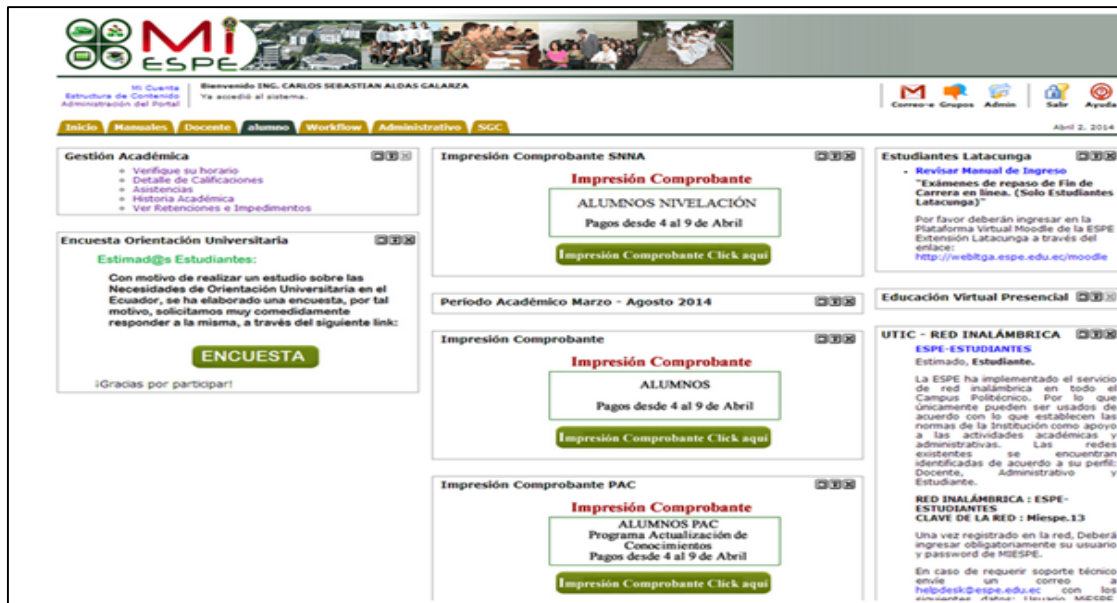 Mi
ESPE
Mi Cuenta
Estructura de Contenido
Administración del Portal
Bienvenido ING. CARLOS SEBASTIAN ALDAS GALARZA
Ya accedió al sistema.
Correo-e Grupos Admin Salir Ayuda
Inicio Manuales Docente alumno Workflow Administrativo SGC
Abril 2, 2014
Gestión Académica
Verifique su horario
Detalle de Calificaciones
Asistencias
Historia Académica
Ver Retenciones e Impedimentos
Encuesta Orientación Universitaria
Estimad@s Estudiantes:
Con motivo de realizar un estudio sobre las
Necesidades de Orientación Universitaria en el
Ecuador, se ha elaborado una encuesta, por tal
motivo, solicitamos muy comedidamente
responder a la misma, a través del siguiente link:
ENCUESTA
¡Gracias por participar!
Impresión Comprobante SNNA
Impresión Comprobante
ALUMNOS NIVELACIÓN
Pagos desde 4 al 9 de Abril
Impresión Comprobante Click aquí
Período Académico Marzo - Agosto 2014
Impresión Comprobante
Impresión Comprobante
ALUMNOS
Pagos desde 4 al 9 de Abril
Impresión Comprobante Click aquí
Impresión Comprobante PAC
Impresión Comprobante
ALUMNOS PAC
Programa Actualización de
Conocimientos
Pagos desde 4 al 9 de Abril
Impresión Comprobante Click aquí
Estudiantes Latacunga
Revisar Manual de Ingreso
"Exámenes de repaso de Fin de
Carrera en línea. (Solo Estudiantes
Latacunga)"
Por favor deberán ingresar en la
Plataforma Virtual Moodle de la ESPE
Extensión Latacunga a través del
enlace:
http://webltga.espe.edu.ec/moodle
Educación Virtual Presencial
UTIC - RED INALÁMBRICA
ESPE-ESTUDIANTES
Estimado, Estudiante.
La ESPE ha implementado el servicio
de red inalámbrica en todo el
Campus Politécnico. Por lo que
únicamente pueden ser usados de
acuerdo con lo que establecen las
normas de la Institución como apoyo
a las actividades académicas y
administrativas. Las redes
existentes se encuentran
identificadas de acuerdo a su perfil:
Docente, Administrativo y
Estudiante.
RED INALÁMBRICA : ESPE-
ESTUDIANTES
CLAVE DE LA RED : Miespe.13
Una vez registrado en la red, Deberá
ingresar obligatoriamente su usuario
y password de MIESPE.
En caso de requerir soporte técnico
envíe un correo a
helpdesk@espe.edu.ec con los
siguientes datos: Usuario MiESPE,